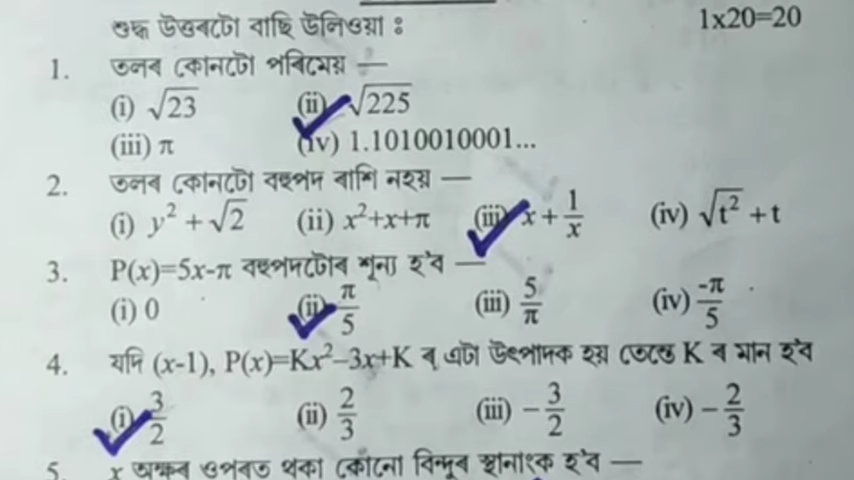 শুদ্ধ উত্তৰটো বাছি উলিওৱা ঃ 1x20=20
1. তলৰ কোনটো পৰিমেয় —
(i) √23 (ii) √225
(iii) π (iv) 1.1010010001...
2. তলৰ কোনটো বহুপদ ৰাশি নহয় —
(i) y² + √2 (ii) x²+x+π (iii) x + 1/x (iv) √t² + t
3. P(x)=5x-π বহুপদটোৰ শূন্য হ'ব —
(i) 0 (ii) π/5 (iii) 5/π (iv) -π/5
4. যদি (x-1), P(x)=Kx²–3x+K ৰ এটা উৎপাদক হয় তেন্তে K ৰ মান হ'ব
(i) 3/2 (ii) 2/3 (iii) – 3/2 (iv) – 2/3
5. x অক্ষৰ ওপৰত থকা কোনো বিন্দুৰ স্থানাংক হ'ব —